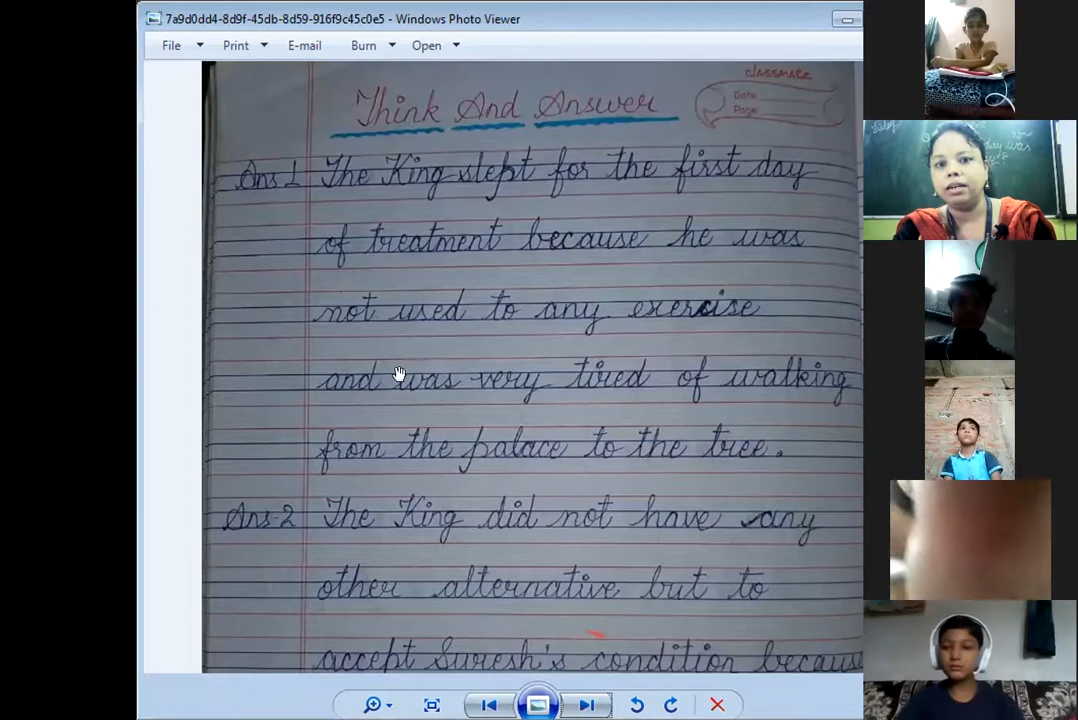 7a9d0dd4-8d9f-45db-8d59-916f9c45c0e5 - Windows Photo Viewer
File Print E-mail Burn Open
classmate
Date
Page
Think And Answer
Ans 1 The King slept for the first day
of treatment because he was
not used to any exercise
and was very tired of walking
from the palace to the tree.
Ans-2 The King did not have any
other alternative but to
accept Suresh's condition because
day was